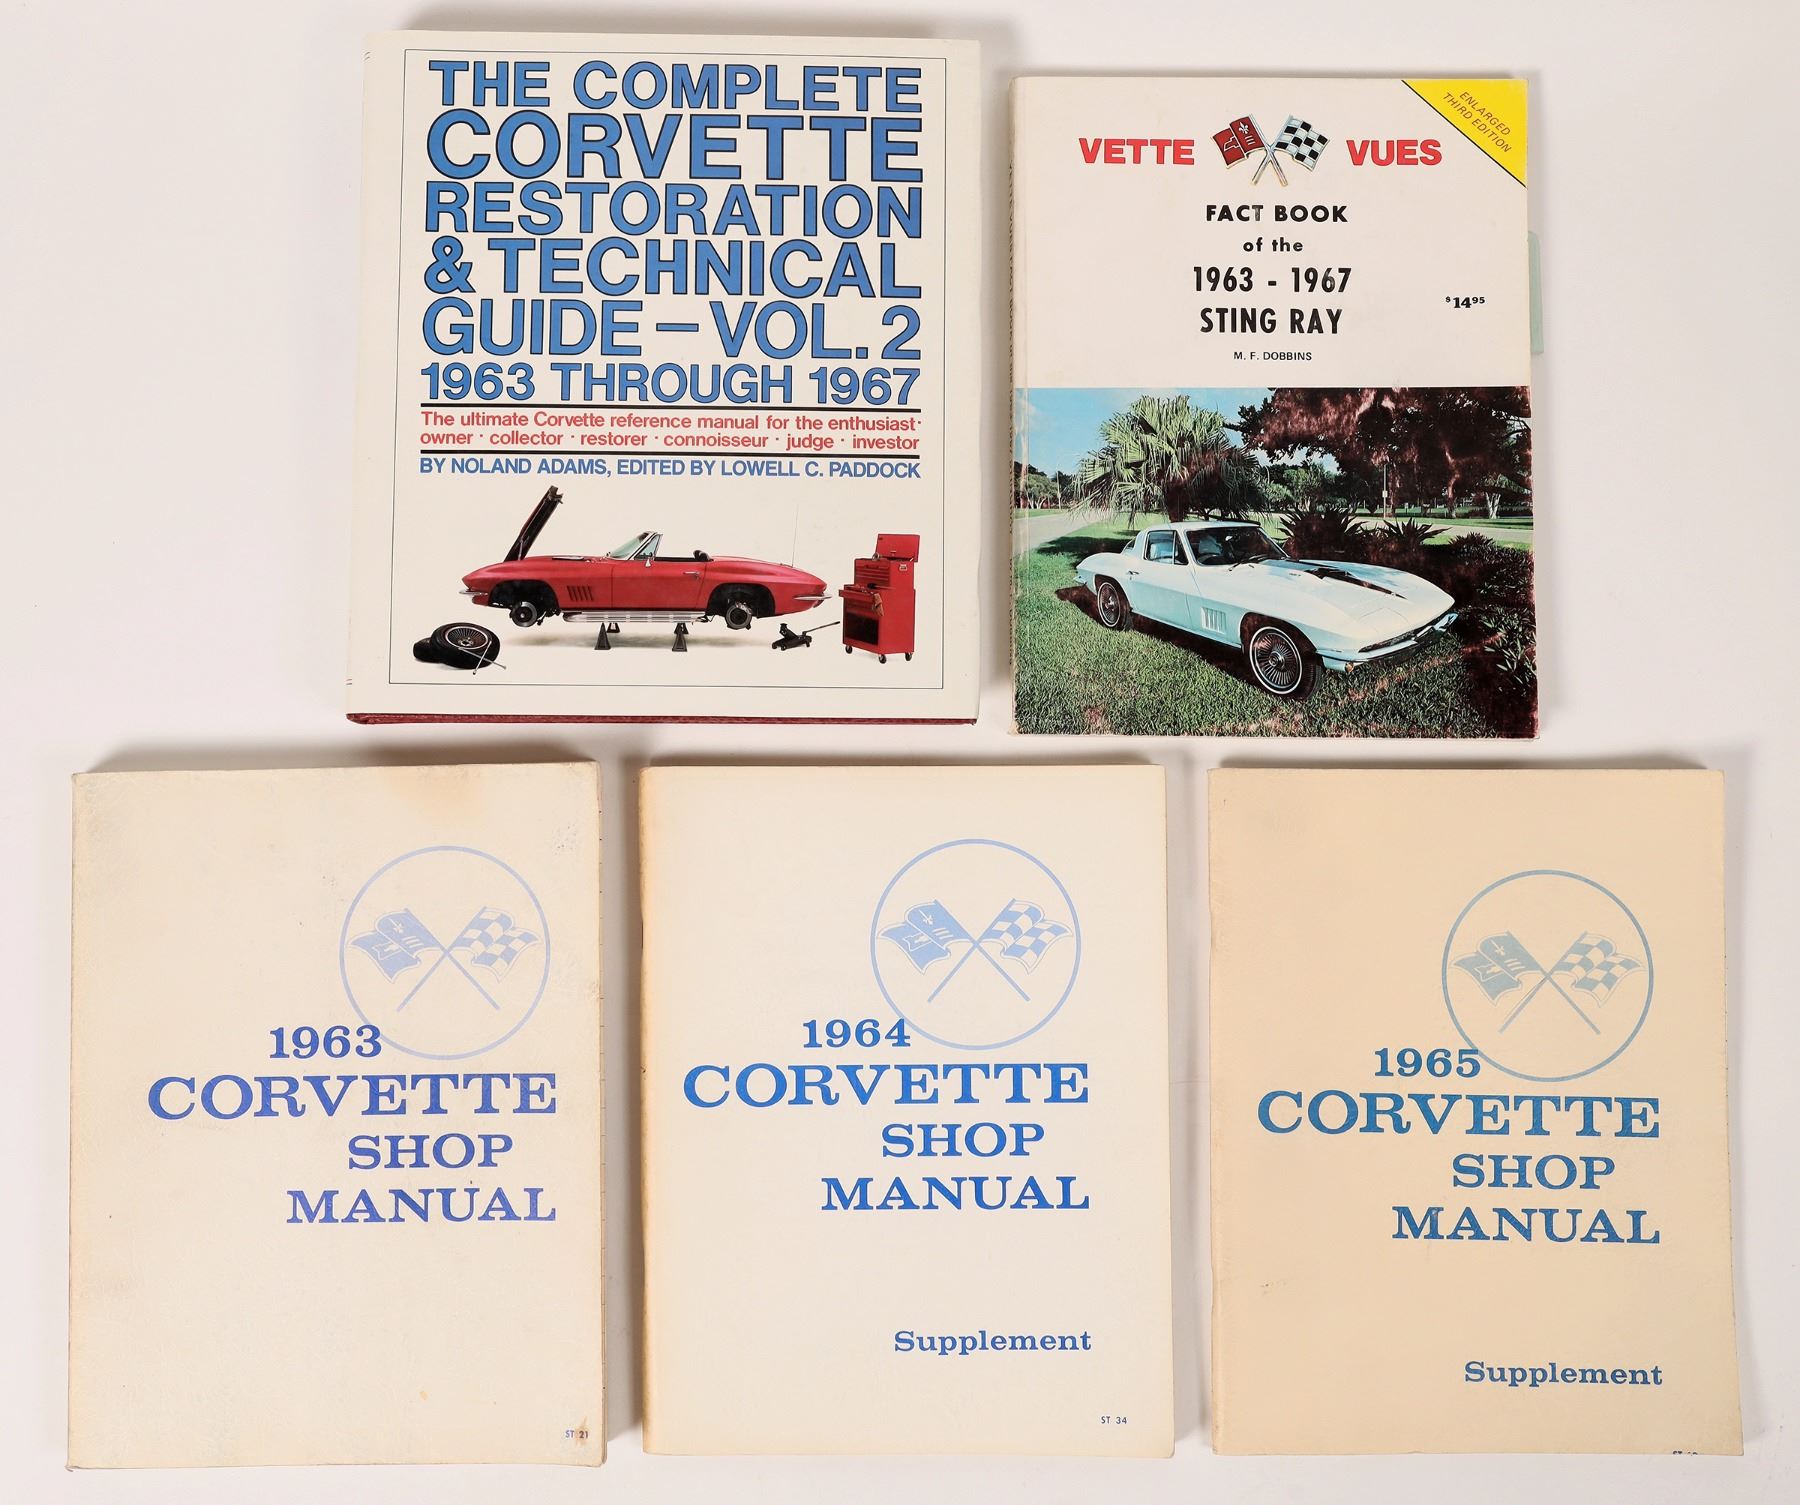 THE COMPLETE
CORVETTE
RESTORATION
& TECHNICAL
GUIDE – VOL. 2
1963 THROUGH 1967
The ultimate Corvette reference manual for the enthusiast ·
owner · collector · restorer · connoisseur · judge · investor
BY NOLAND ADAMS, EDITED BY LOWELL C. PADDOCK
ENLARGED
THIRD EDITION
VETTE VUES
FACT BOOK
of the
1963 - 1967
STING RAY
$14.95
M. F. DOBBINS
1963
CORVETTE
SHOP
MANUAL
ST 21
1964
CORVETTE
SHOP
MANUAL
Supplement
ST 34
1965
CORVETTE
SHOP
MANUAL
Supplement